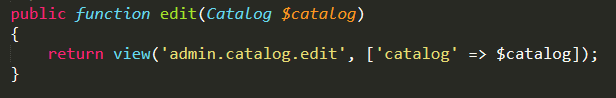 public function edit(Catalog $catalog)
{
    return view('admin.catalog.edit', ['catalog' => $catalog]);
}